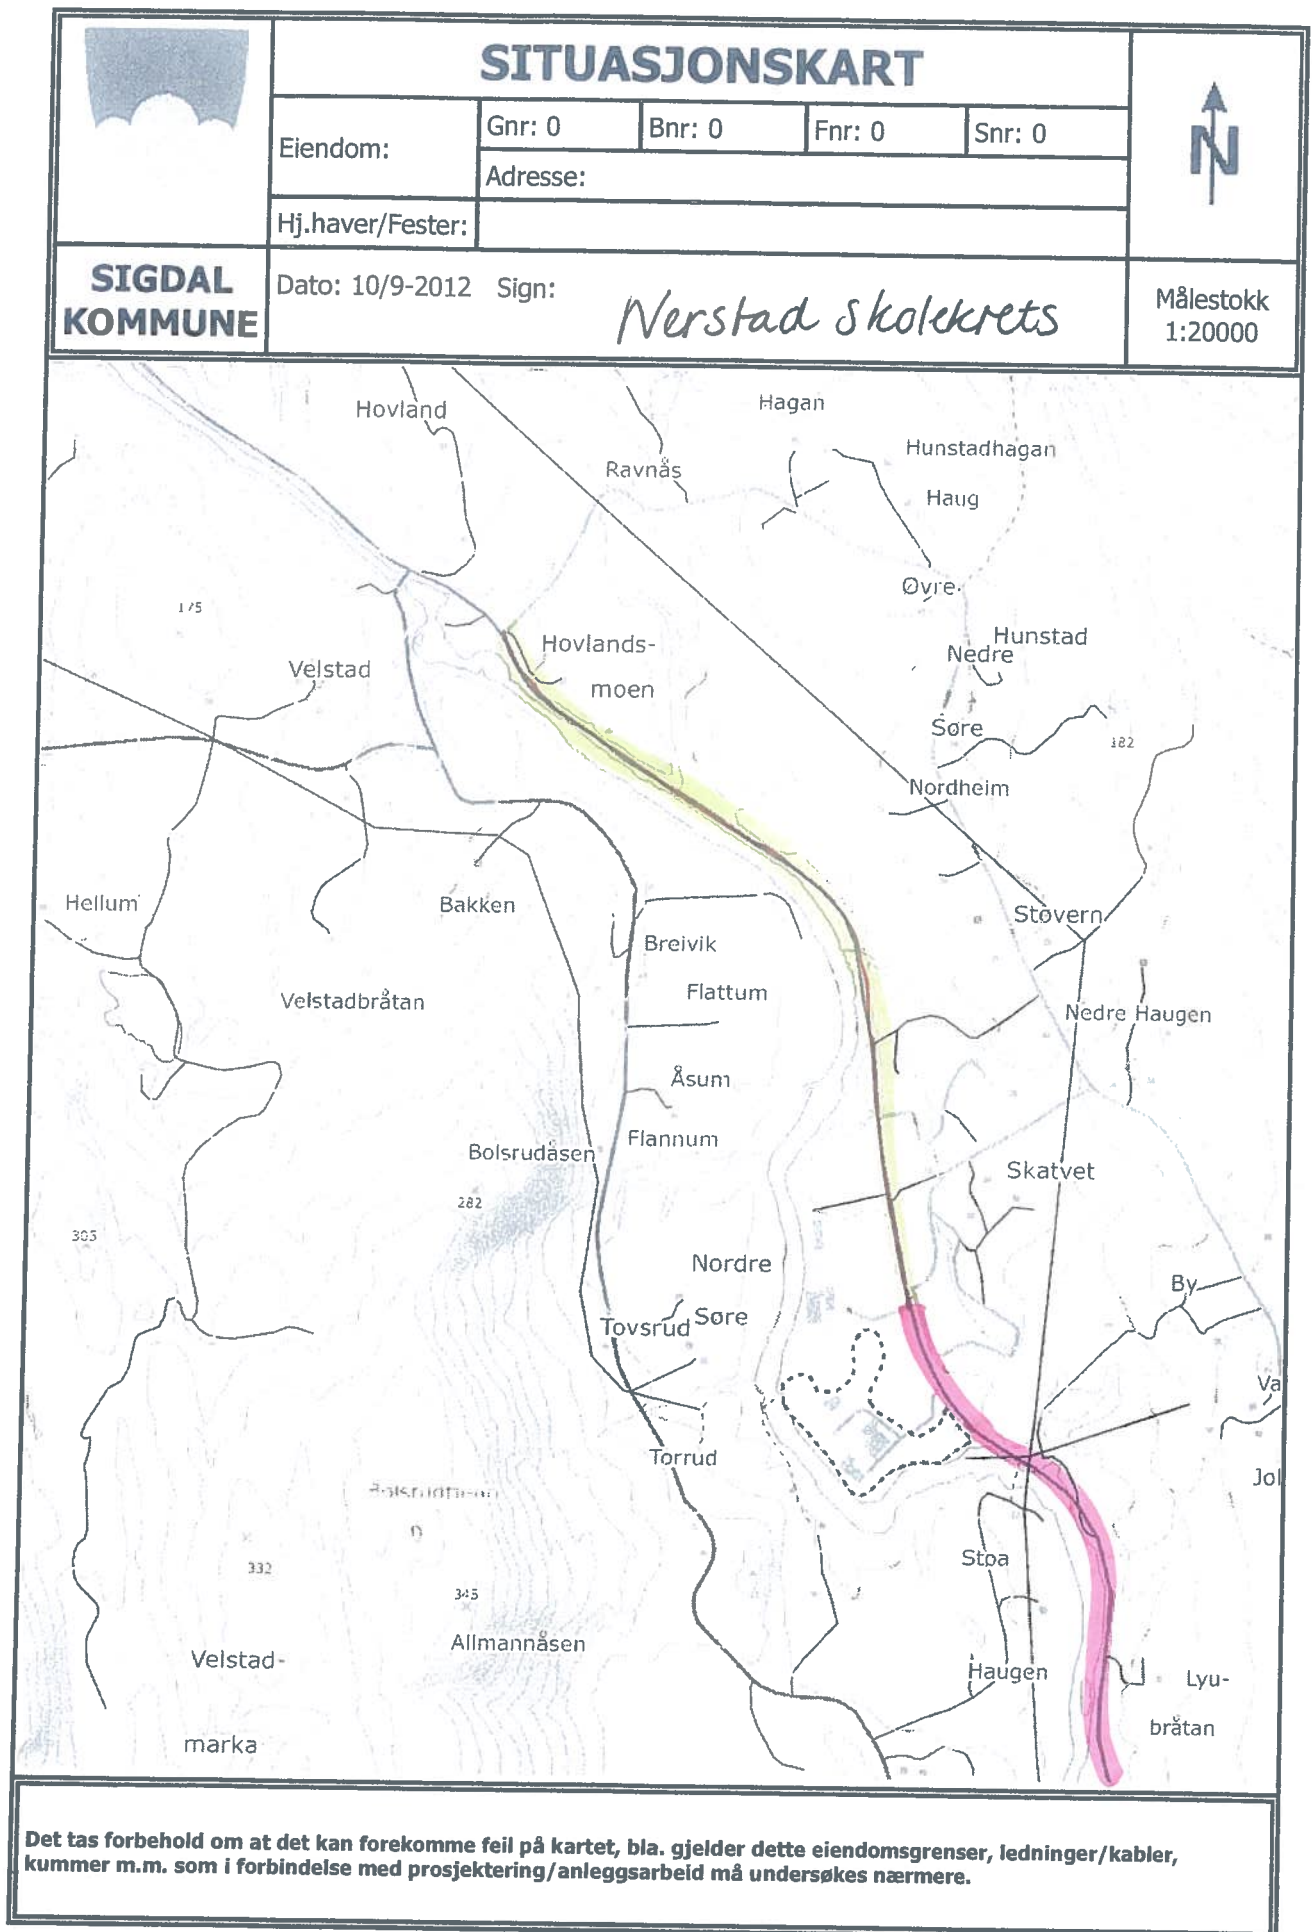 SITUASJONSKART
Eiendom:
Gnr: 0
Bnr: 0
Fnr: 0
Snr: 0
Adresse:
Hj.haver/Fester:
N
SIGDAL
KOMMUNE
Dato: 10/9-2012 Sign:
Nerstad skolekrets
Målestokk
1:20000
Hovland
Hagan
Hunstadhagan
Ravnås
Haug
Øvre
175
Hovlands-
moen
Hunstad
Nedre
Velstad
Søre
182
Nordheim
Hellum
Bakken
Støvern
Breivik
Flattum
Velstadbråtan
Nedre Haugen
Åsum
Flannum
Bolsrudåsen
Skatvet
282
305
Nordre
By
Søre
Tovsrud
Va
Torrud
Jol
Stoa
332
345
Allmannåsen
Velstad-
marka
Haugen
Lyu-
bråtan
Det tas forbehold om at det kan forekomme feil på kartet, bla. gjelder dette eiendomsgrenser, ledninger/kabler,
kummer m.m. som i forbindelse med prosjektering/anleggsarbeid må undersøkes nærmere.